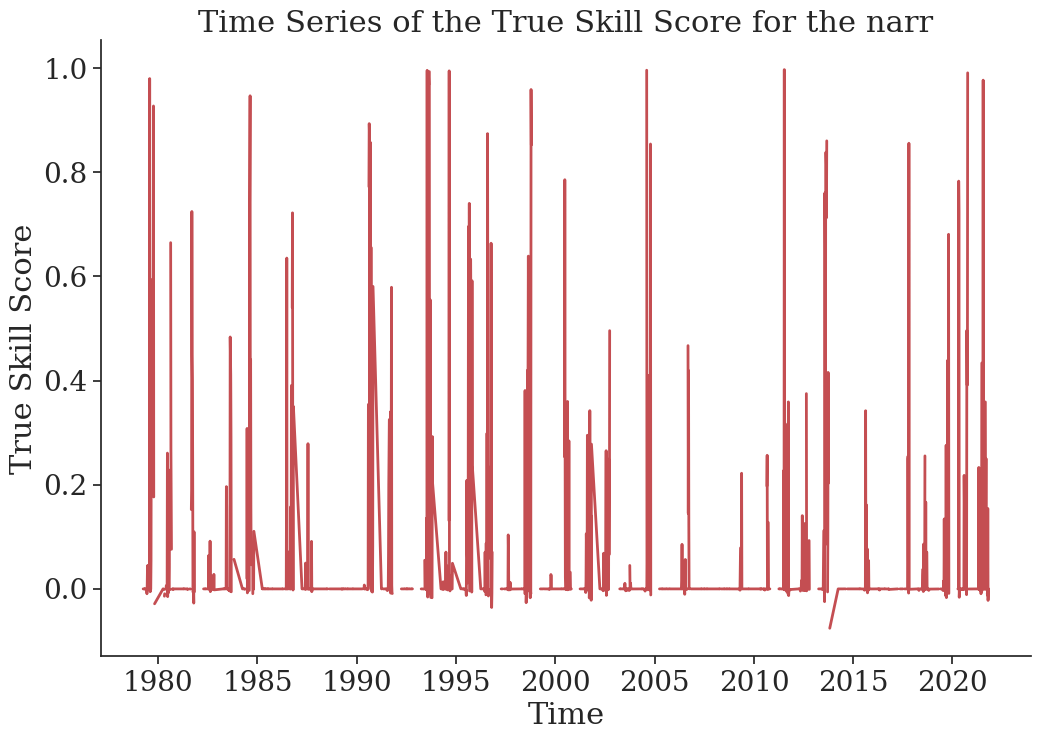 Time Series of the True Skill Score for the narr
1.0
0.8
0.6
0.4
0.2
0.0
True Skill Score
1980 1985 1990 1995 2000 2005 2010 2015 2020
Time